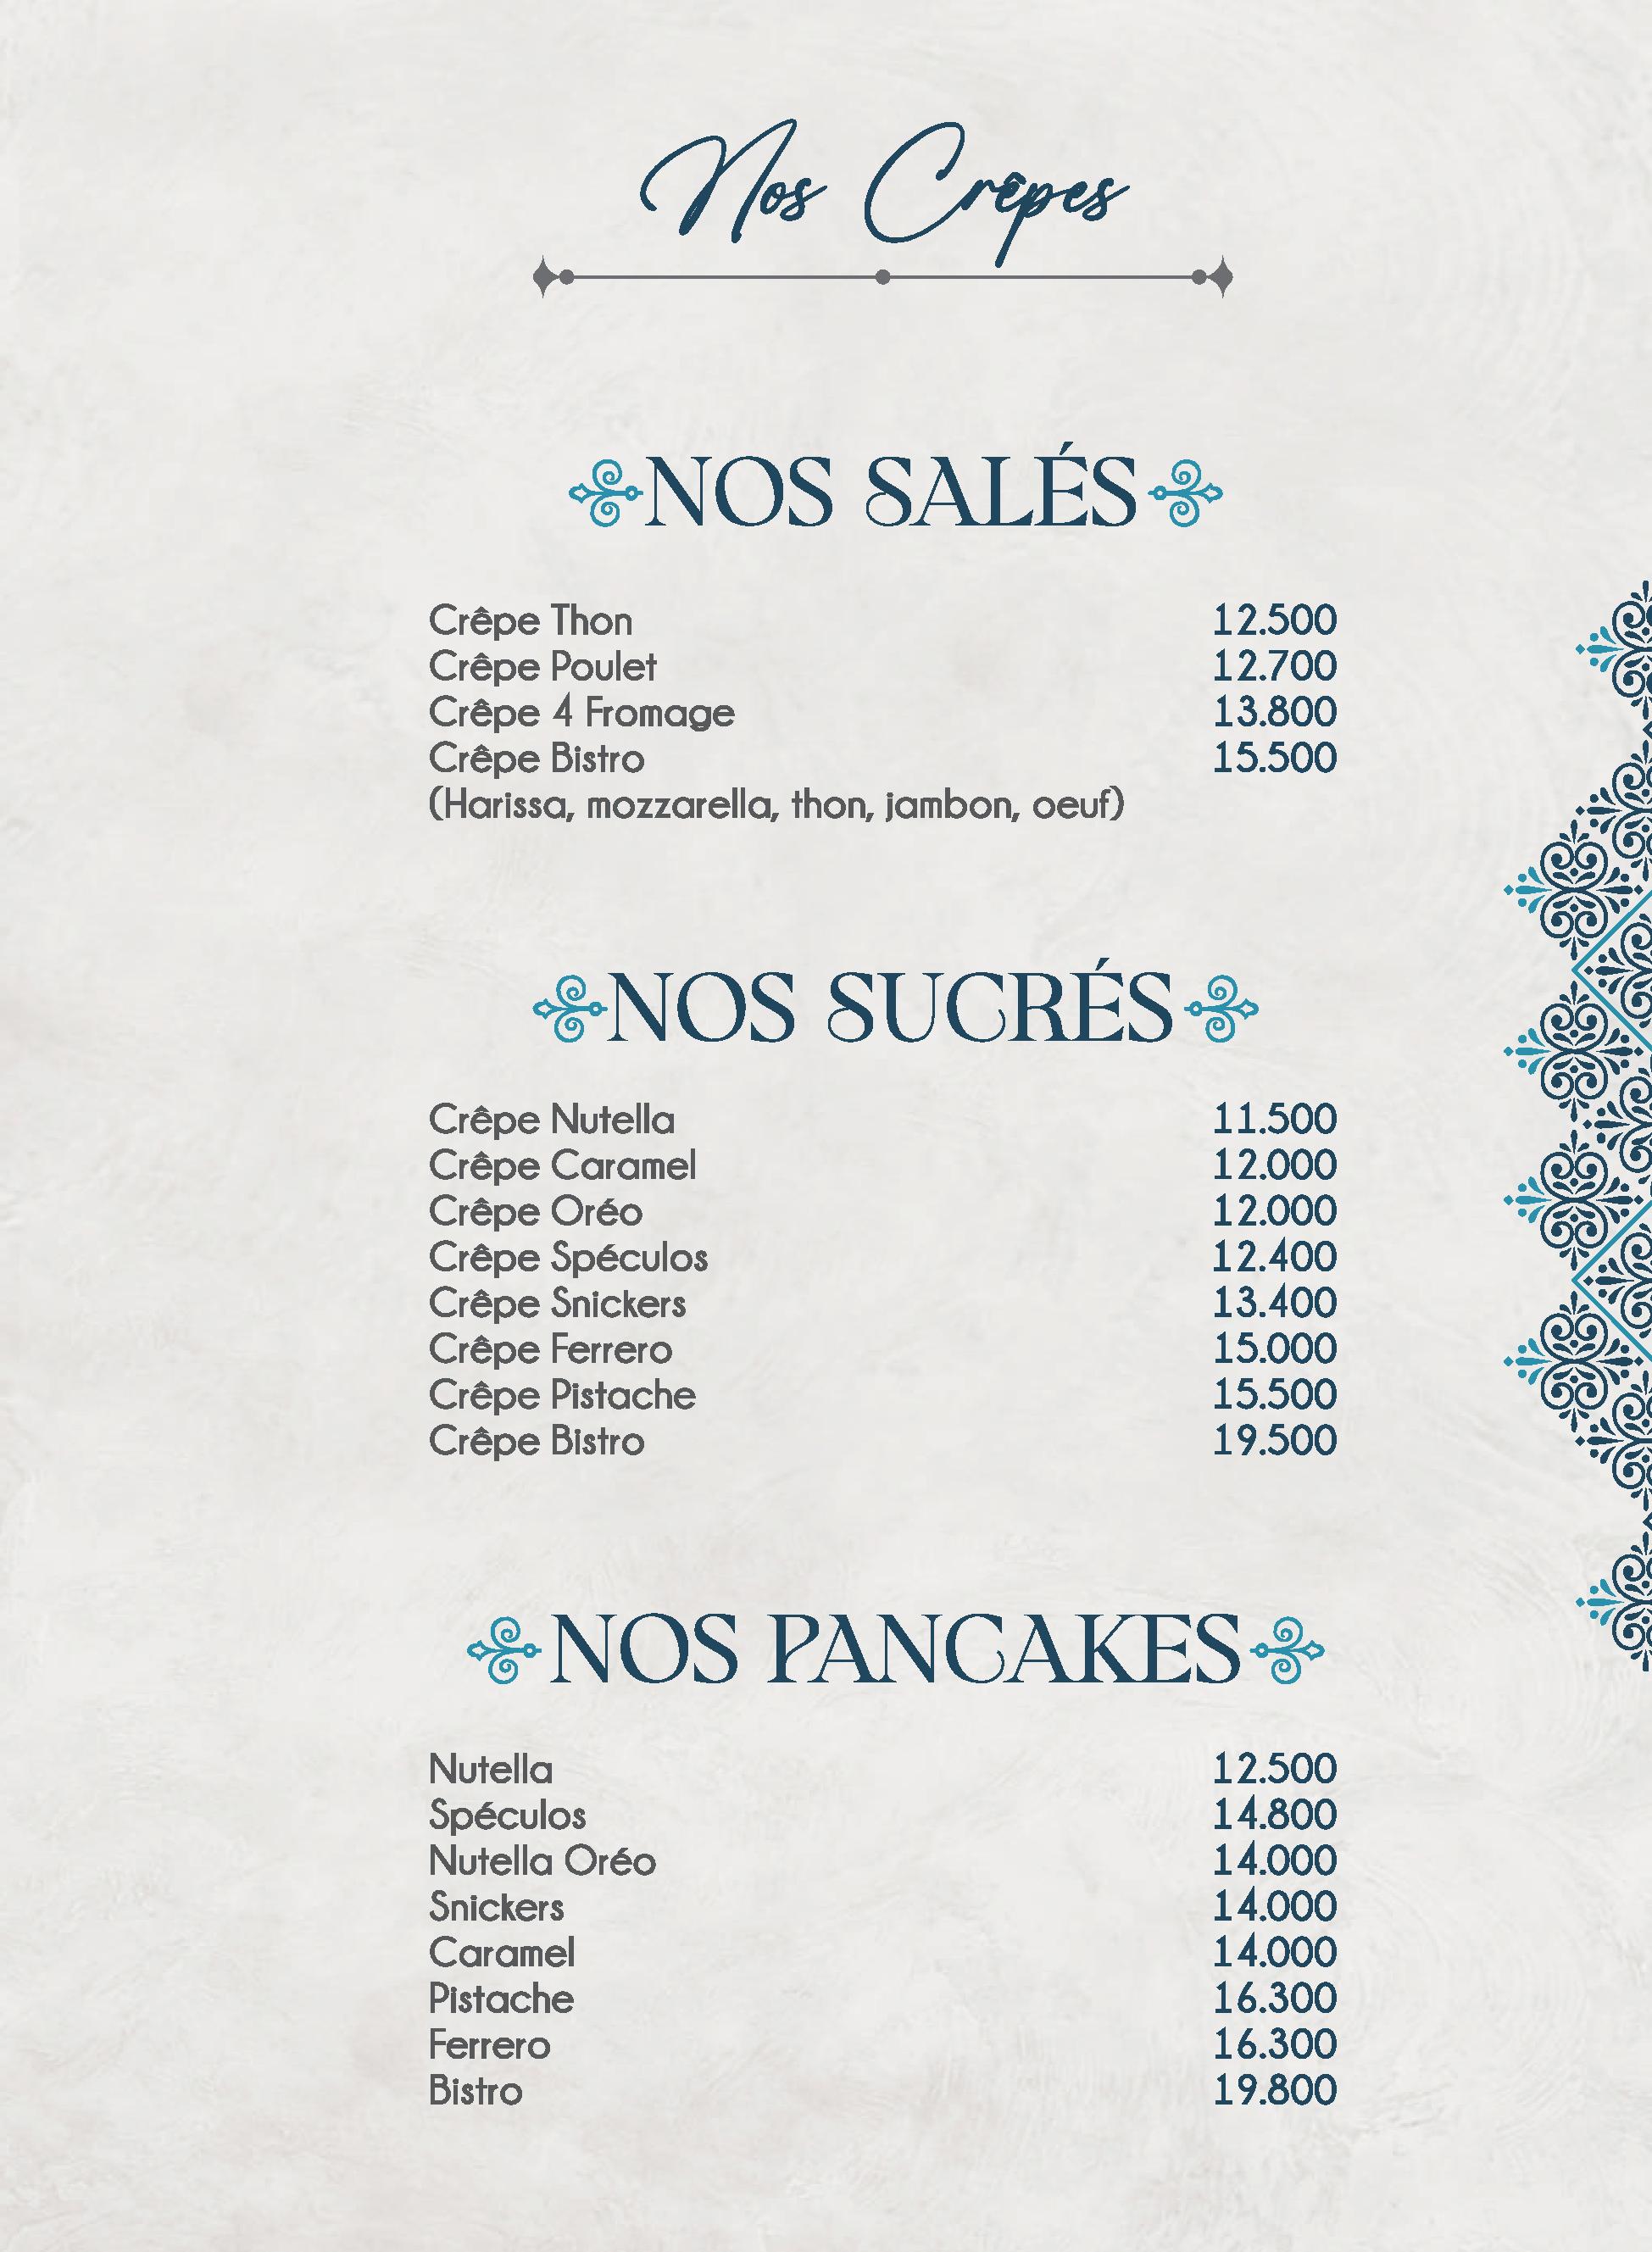 Nos Crêpes
NOS SALÉS
Crêpe Thon 12.500
Crêpe Poulet 12.700
Crêpe 4 Fromage 13.800
Crêpe Bistro 15.500
(Harissa, mozzarella, thon, jambon, oeuf)
NOS SUCRÉS
Crêpe Nutella 11.500
Crêpe Caramel 12.000
Crêpe Oréo 12.000
Crêpe Spéculos 12.400
Crêpe Snickers 13.400
Crêpe Ferrero 15.000
Crêpe Pistache 15.500
Crêpe Bistro 19.500
NOS PANCAKES
Nutella 12.500
Spéculos 14.800
Nutella Oréo 14.000
Snickers 14.000
Caramel 14.000
Pistache 16.300
Ferrero 16.300
Bistro 19.800